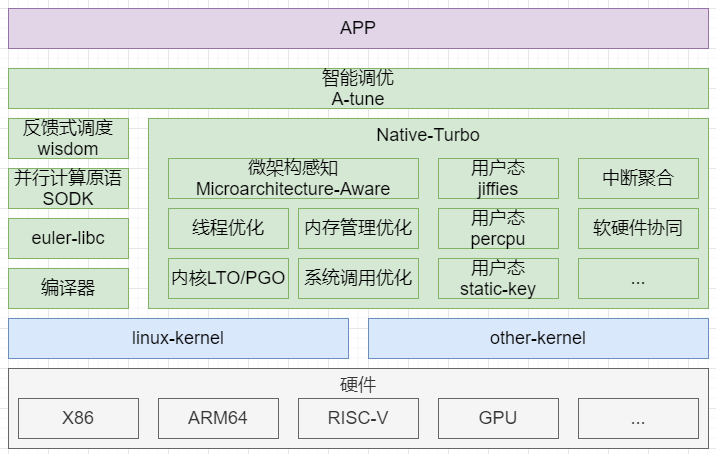 APP
智能调优
A-tune
反馈式调度
wisdom
并行计算原语
SODK
euler-libc
编译器
Native-Turbo
微架构感知
Microarchitecture-Aware
用户态
jiffies
中断聚合
线程优化
内存管理优化
用户态
percpu
软硬件协同
内核LTO/PGO
系统调用优化
用户态
static-key
...
linux-kernel
other-kernel
硬件
X86
ARM64
RISC-V
GPU
...